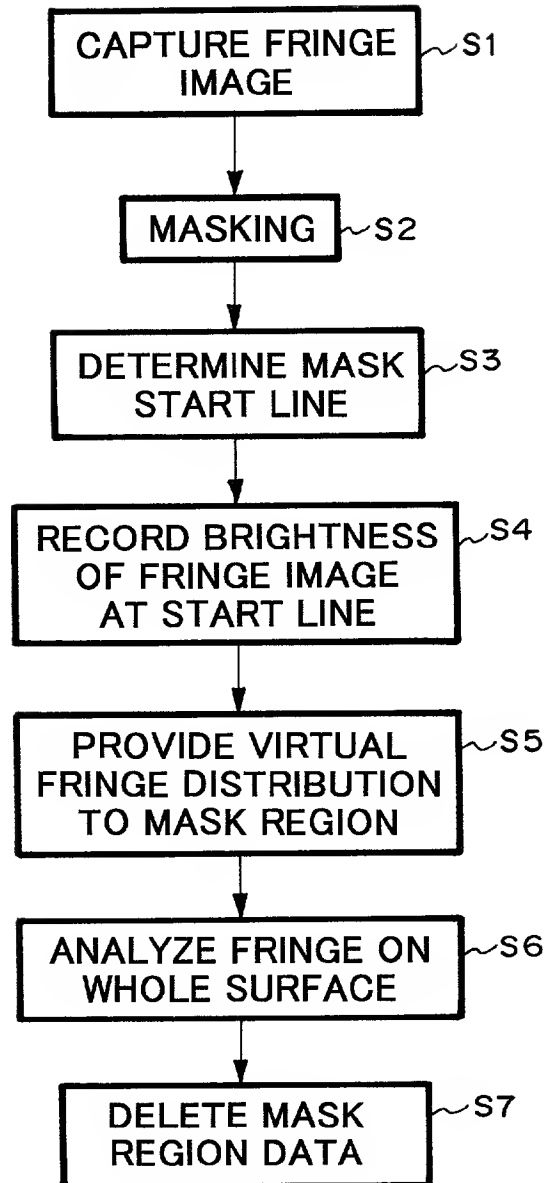 CAPTURE FRINGE
IMAGE
S1
MASKING
S2
DETERMINE MASK
START LINE
S3
RECORD BRIGHTNESS
OF FRINGE IMAGE
AT START LINE
S4
PROVIDE VIRTUAL
FRINGE DISTRIBUTION
TO MASK REGION
S5
ANALYZE FRINGE ON
WHOLE SURFACE
S6
DELETE MASK
REGION DATA
S7